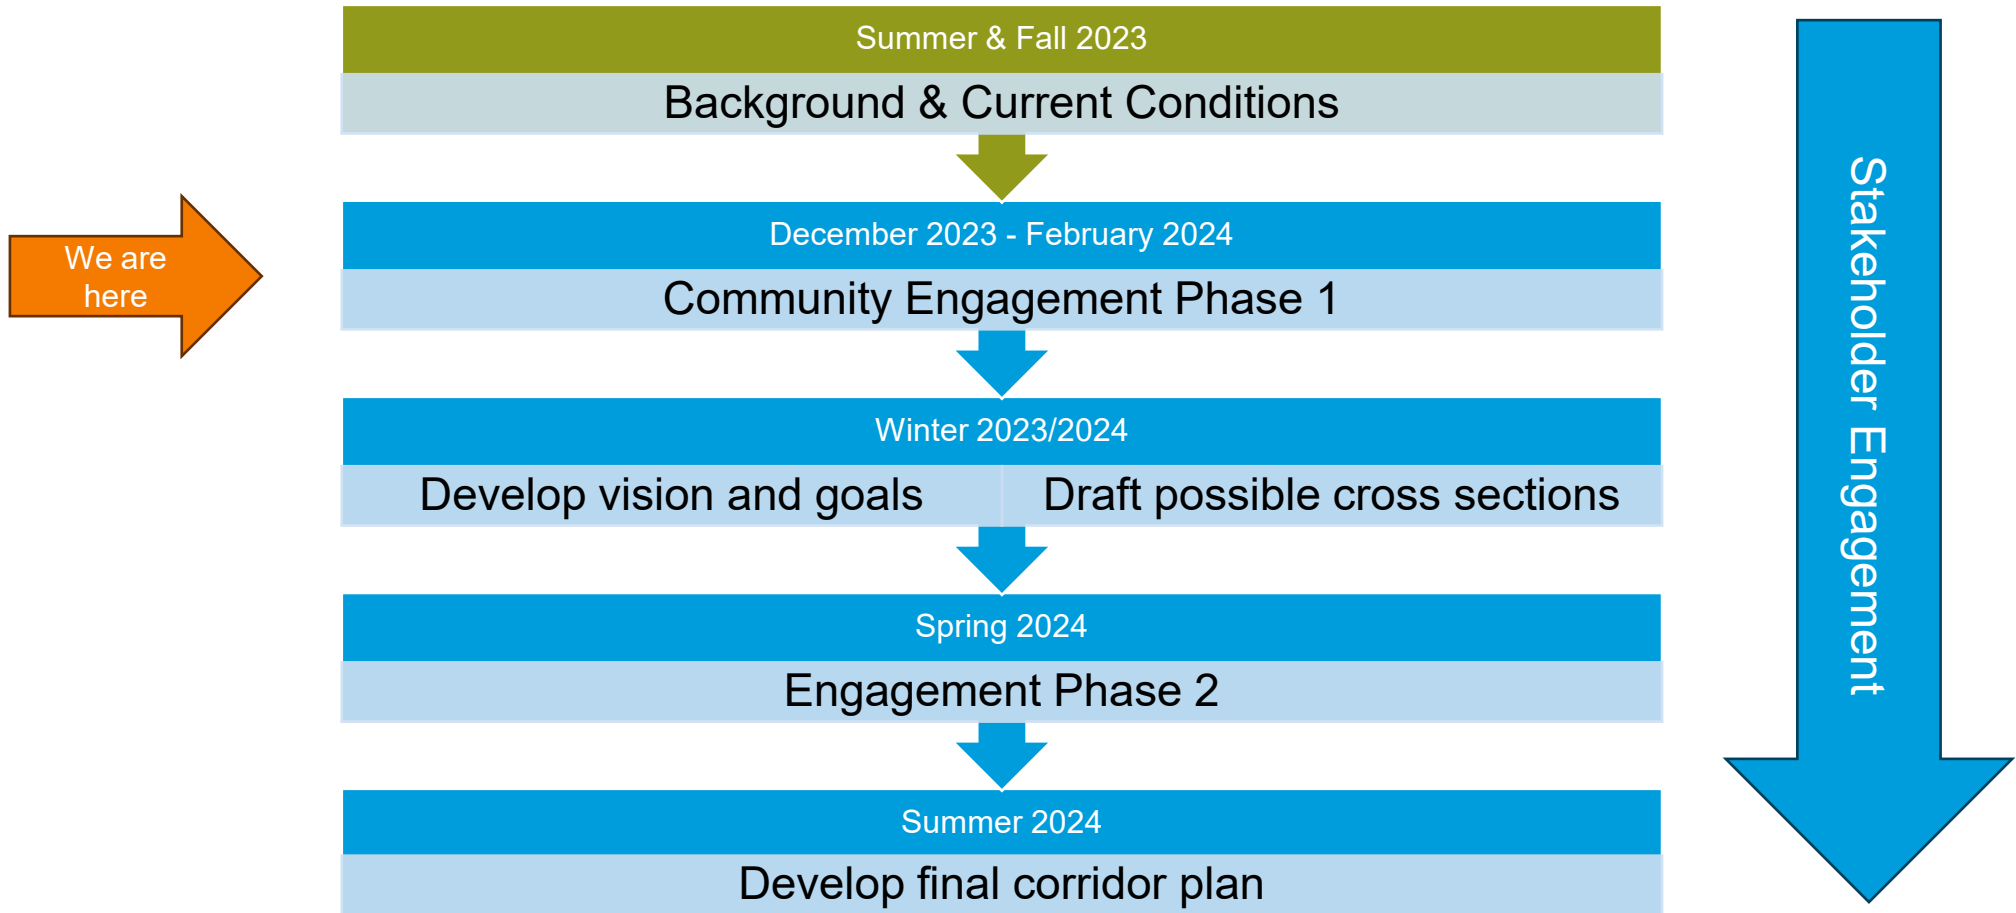 Summer & Fall 2023
Background & Current Conditions
We are
here
December 2023 - February 2024
Community Engagement Phase 1
Winter 2023/2024
Develop vision and goals
Draft possible cross sections
Spring 2024
Engagement Phase 2
Summer 2024
Develop final corridor plan
Stakeholder Engagement